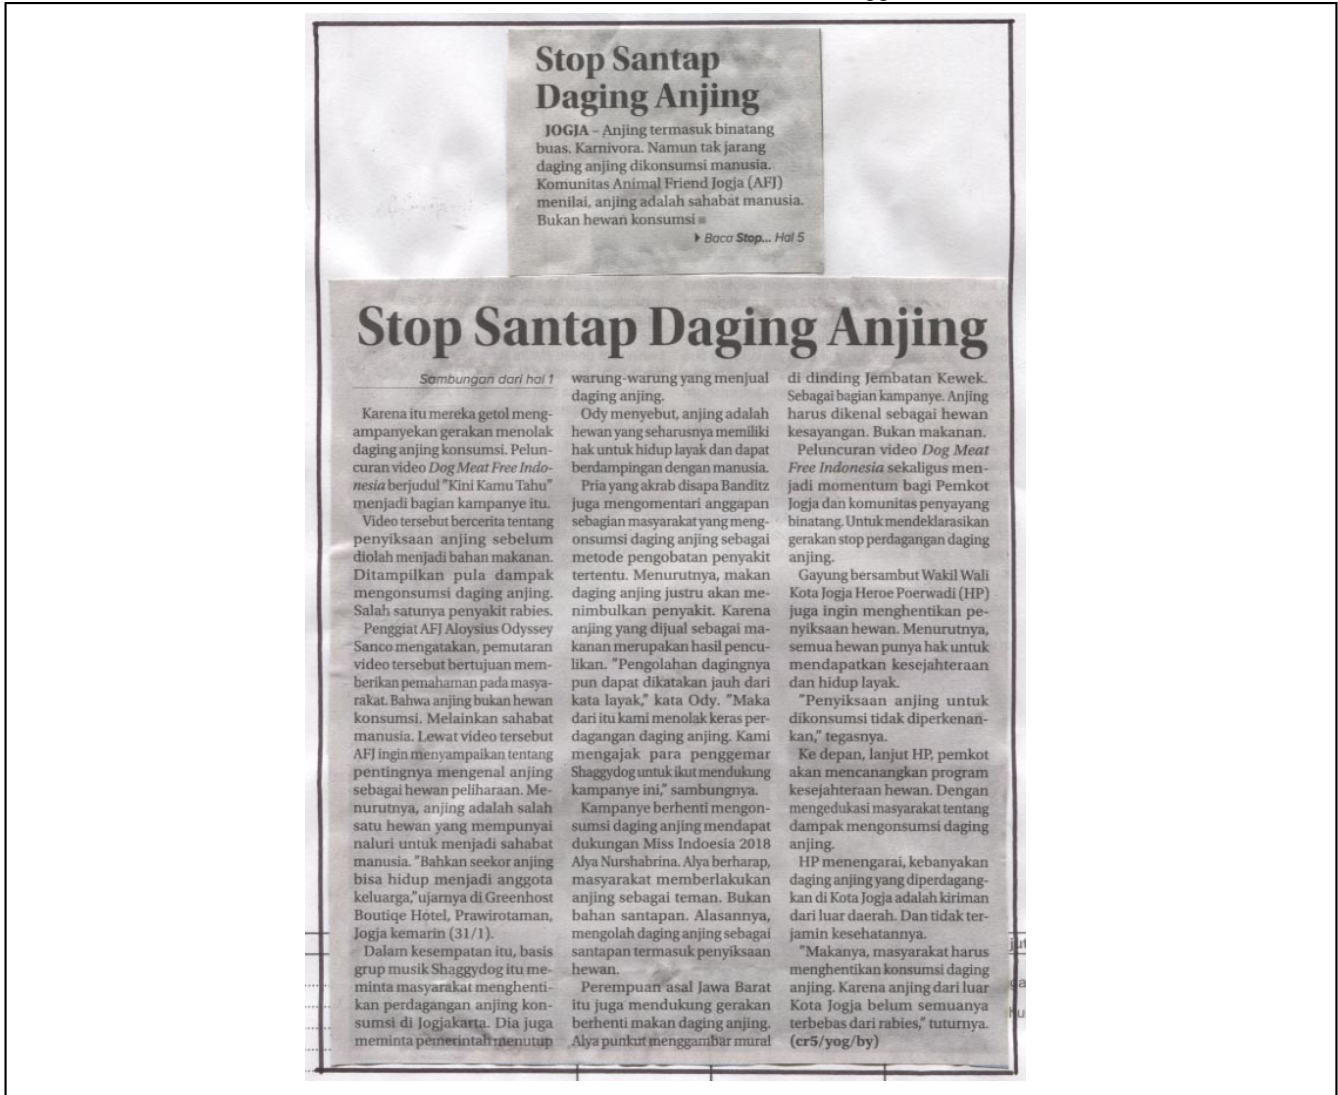 Stop Santap
Daging Anjing
JOGJA – Anjing termasuk binatang
buas. Karnivora. Namun tak jarang
daging anjing dikonsumsi manusia.
Komunitas Animal Friend Jogja (AFJ)
menilai, anjing adalah sahabat manusia.
Bukan hewan konsumsi ■
▶ Baca Stop... Hal 5
Stop Santap Daging Anjing
Sambungan dari hal 1
Karena itu mereka getol meng-
ampanyekan gerakan menolak
daging anjing konsumsi. Pelun-
curan video Dog Meat Free Indo-
nesia berjudul "Kini Kamu Tahu"
menjadi bagian kampanye itu.
Video tersebut bercerita tentang
penyiksaan anjing sebelum
diolah menjadi bahan makanan.
Ditampilkan pula dampak
mengonsumsi daging anjing.
Salah satunya penyakit rabies.
Penggiat AFJ Aloysius Odyssey
Sanco mengatakan, pemutaran
video tersebut bertujuan mem-
berikan pemahaman pada masya-
rakat. Bahwa anjing bukan hewan
konsumsi. Melainkan sahabat
manusia. Lewat video tersebut
AFJ ingin menyampaikan tentang
pentingnya mengenal anjing
sebagai hewan peliharaan. Me-
nurutnya, anjing adalah salah
satu hewan yang mempunyai
naluri untuk menjadi sahabat
manusia. "Bahkan seekor anjing
bisa hidup menjadi anggota
keluarga," ujarnya di Greenhost
Boutiqe Hotel, Prawirotaman,
Jogja kemarin (31/1).
Dalam kesempatan itu, basis
grup musik Shaggydog itu me-
minta masyarakat menghenti-
kan perdagangan anjing kon-
sumsi di Jogjakarta. Dia juga
meminta pemerintah menutup
warung-warung yang menjual
daging anjing.
Ody menyebut, anjing adalah
hewan yang seharusnya memiliki
hak untuk hidup layak dan dapat
berdampingan dengan manusia.
Pria yang akrab disapa Banditz
juga mengomentari anggapan
sebagian masyarakat yang meng-
onsumsi daging anjing sebagai
metode pengobatan penyakit
tertentu. Menurutnya, makan
daging anjing justru akan me-
nimbulkan penyakit. Karena
anjing yang dijual sebagai ma-
kanan merupakan hasil pencu-
likan. "Pengolahan dagingnya
pun dapat dikatakan jauh dari
kata layak," kata Ody. "Maka
dari itu kami menolak keras per-
dagangan daging anjing. Kami
mengajak para penggemar
Shaggydog untuk ikut mendukung
kampanye ini," sambungnya.
Kampanye berhenti mengon-
sumsi daging anjing mendapat
dukungan Miss Indoesia 2018
Alya Nurshabrina. Alya berharap,
masyarakat memberlakukan
anjing sebagai teman. Bukan
bahan santapan. Alasannya,
mengolah daging anjing sebagai
santapan termasuk penyiksaan
hewan.
Perempuan asal Jawa Barat
itu juga mendukung gerakan
berhenti makan daging anjing.
Alya punkut menggambar mural
di dinding Jembatan Kewek.
Sebagai bagian kampanye. Anjing
harus dikenal sebagai hewan
kesayangan. Bukan makanan.
Peluncuran video Dog Meat
Free Indonesia sekaligus men-
jadi momentum bagi Pemkot
Jogja dan komunitas penyayang
binatang. Untuk mendeklarasikan
gerakan stop perdagangan daging
anjing.
Gayung bersambut Wakil Wali
Kota Jogja Heroe Poerwadi (HP)
juga ingin menghentikan pe-
nyiksaan hewan. Menurutnya,
semua hewan punya hak untuk
mendapatkan kesejahteraan
dan hidup layak.
"Penyiksaan anjing untuk
dikonsumsi tidak diperkenan-
kan," tegasnya.
Ke depan, lanjut HP, pemkot
akan mencanangkan program
kesejahteraan hewan. Dengan
mengedukasi masyarakat tentang
dampak mengonsumsi daging
anjing.
HP menengarai, kebanyakan
daging anjing yang diperdagang-
kan di Kota Jogja adalah kiriman
dari luar daerah. Dan tidak ter-
jamin kesehatannya.
"Makanya, masyarakat harus
menghentikan konsumsi daging
anjing. Karena anjing dari luar
Kota Jogja belum semuanya
terbebas dari rabies," tuturnya.
(cr5/yog/by)